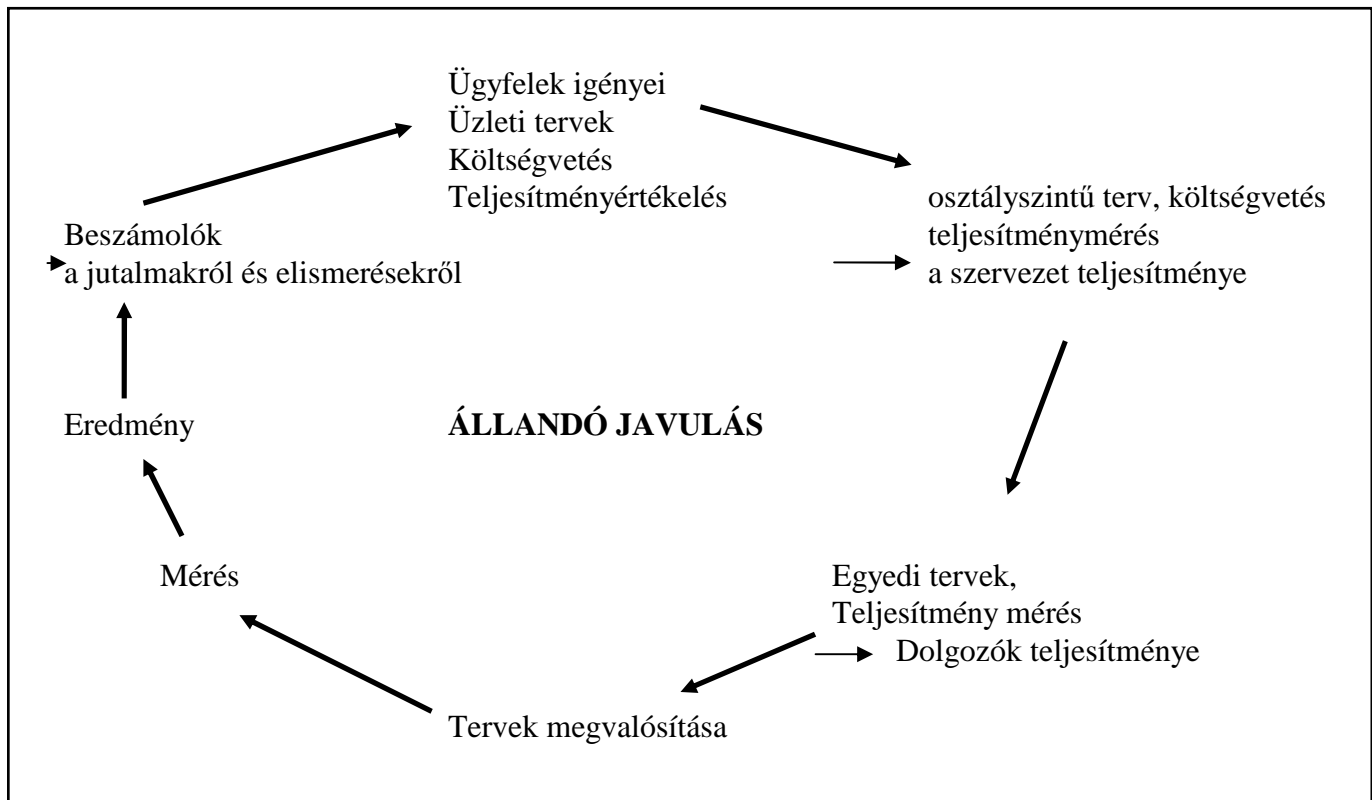 Ügyfelek igényei
Üzleti tervek
Költségvetés
Teljesítményértékelés
osztályszintű terv, költségvetés
teljesítménymérés
a szervezet teljesítménye
Beszámolók
a jutalmakról és elismerésekről
Eredmény
ÁLLANDÓ JAVULÁS
Mérés
Egyedi tervek,
Teljesítmény mérés
Dolgozók teljesítménye
Tervek megvalósítása